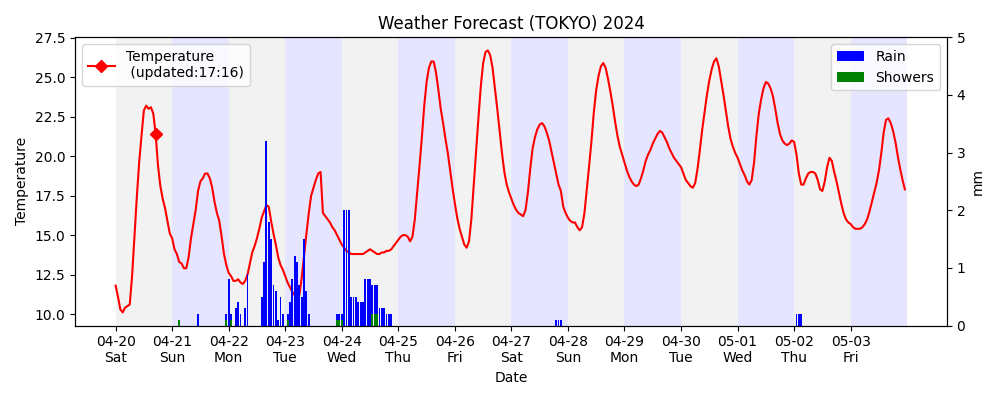 Weather Forecast (TOKYO) 2024
Temperature
(updated:17:16)
Rain
Showers
27.5
25.0
22.5
20.0
17.5
15.0
12.5
10.0
Temperature
5
4
3
2
1
0
mm
04-20 04-21 04-22 04-23 04-24 04-25 04-26 04-27 04-28 04-29 04-30 05-01 05-02 05-03
Sat Sun Mon Tue Wed Thu Fri Sat Sun Mon Tue Wed Thu Fri
Date